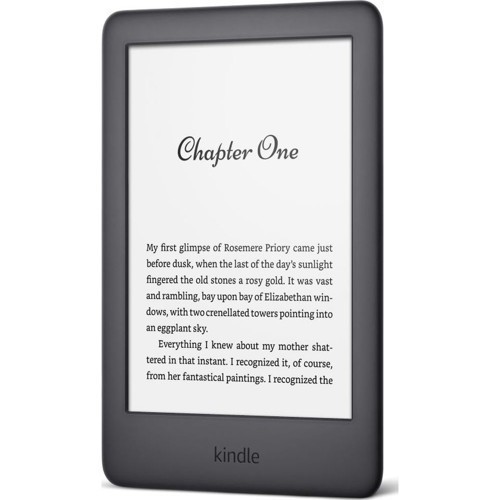 Chapter One
My first glimpse of Rosemere Priory came just
before dusk, when the last of the day's sunlight
fingered the old stones a rosy gold. It was vast
and rambling, bay upon bay of Elizabethan win-
dows, with two crenellated towers pointing into
an eggplant sky.
Everything I knew about my mother shat-
tered in that instant. I recognized it, of course,
from her fantastical paintings. I recognized the
kindle